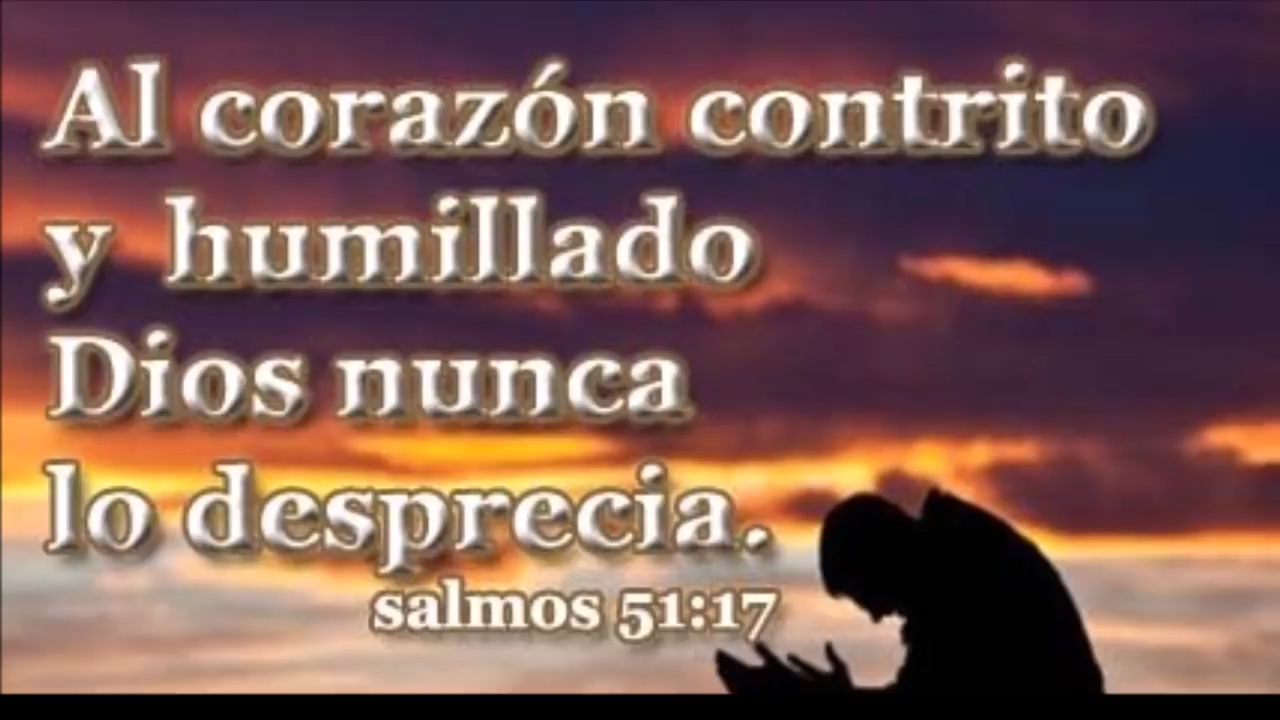 Al corazón contrito
y humillado
Dios nunca
lo desprecia.
salmos 51:17